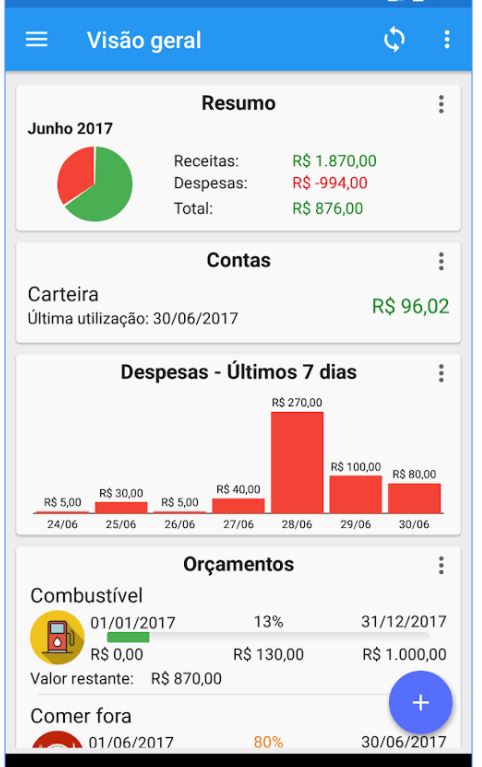 Visão geral
Resumo
Junho 2017
Receitas: R$ 1.870,00
Despesas: R$ -994,00
Total: R$ 876,00
Contas
Carteira
Última utilização: 30/06/2017
R$ 96,02
Despesas - Últimos 7 dias
R$ 5,00 R$ 30,00 R$ 5,00 R$ 40,00 R$ 270,00 R$ 100,00 R$ 80,00
24/06 25/06 26/06 27/06 28/06 29/06 30/06
Orçamentos
Combustível
01/01/2017 13% 31/12/2017
R$ 0,00 R$ 130,00 R$ 1.000,00
Valor restante: R$ 870,00
Comer fora
01/06/2017 80% 30/06/2017